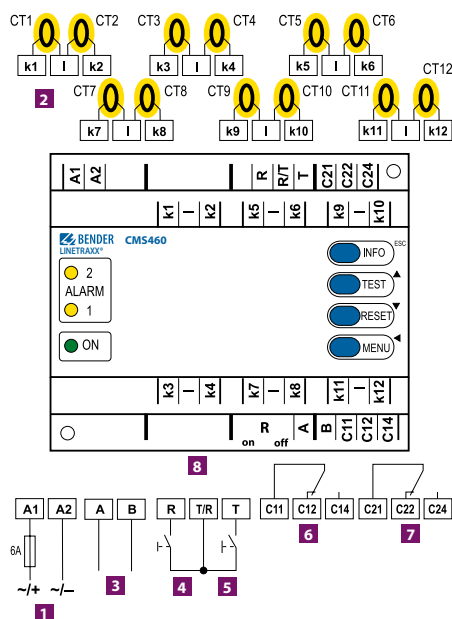 CT1 CT2 CT3 CT4 CT5 CT6
k1 l k2 k3 l k4 k5 l k6
2 CT7 CT8 CT9 CT10 CT11 CT12
k7 l k8 k9 l k10 k11 l k12
A1 A2 R R/T T C21 C22 C24
k1 l k2 k5 l k6 k9 l k10
BENDER CMS460
LINETRAXX®
INFO ESC
2
ALARM
1
TEST
RESET
ON
MENU
k3 l k4 k7 l k8 k11 l k12
R A B C11 C12 C14
on off
8
A1 A2 A B R T/R T C11 C12 C14 C21 C22 C24
6A
6 7
~/+ ~/– 3 4 5
1